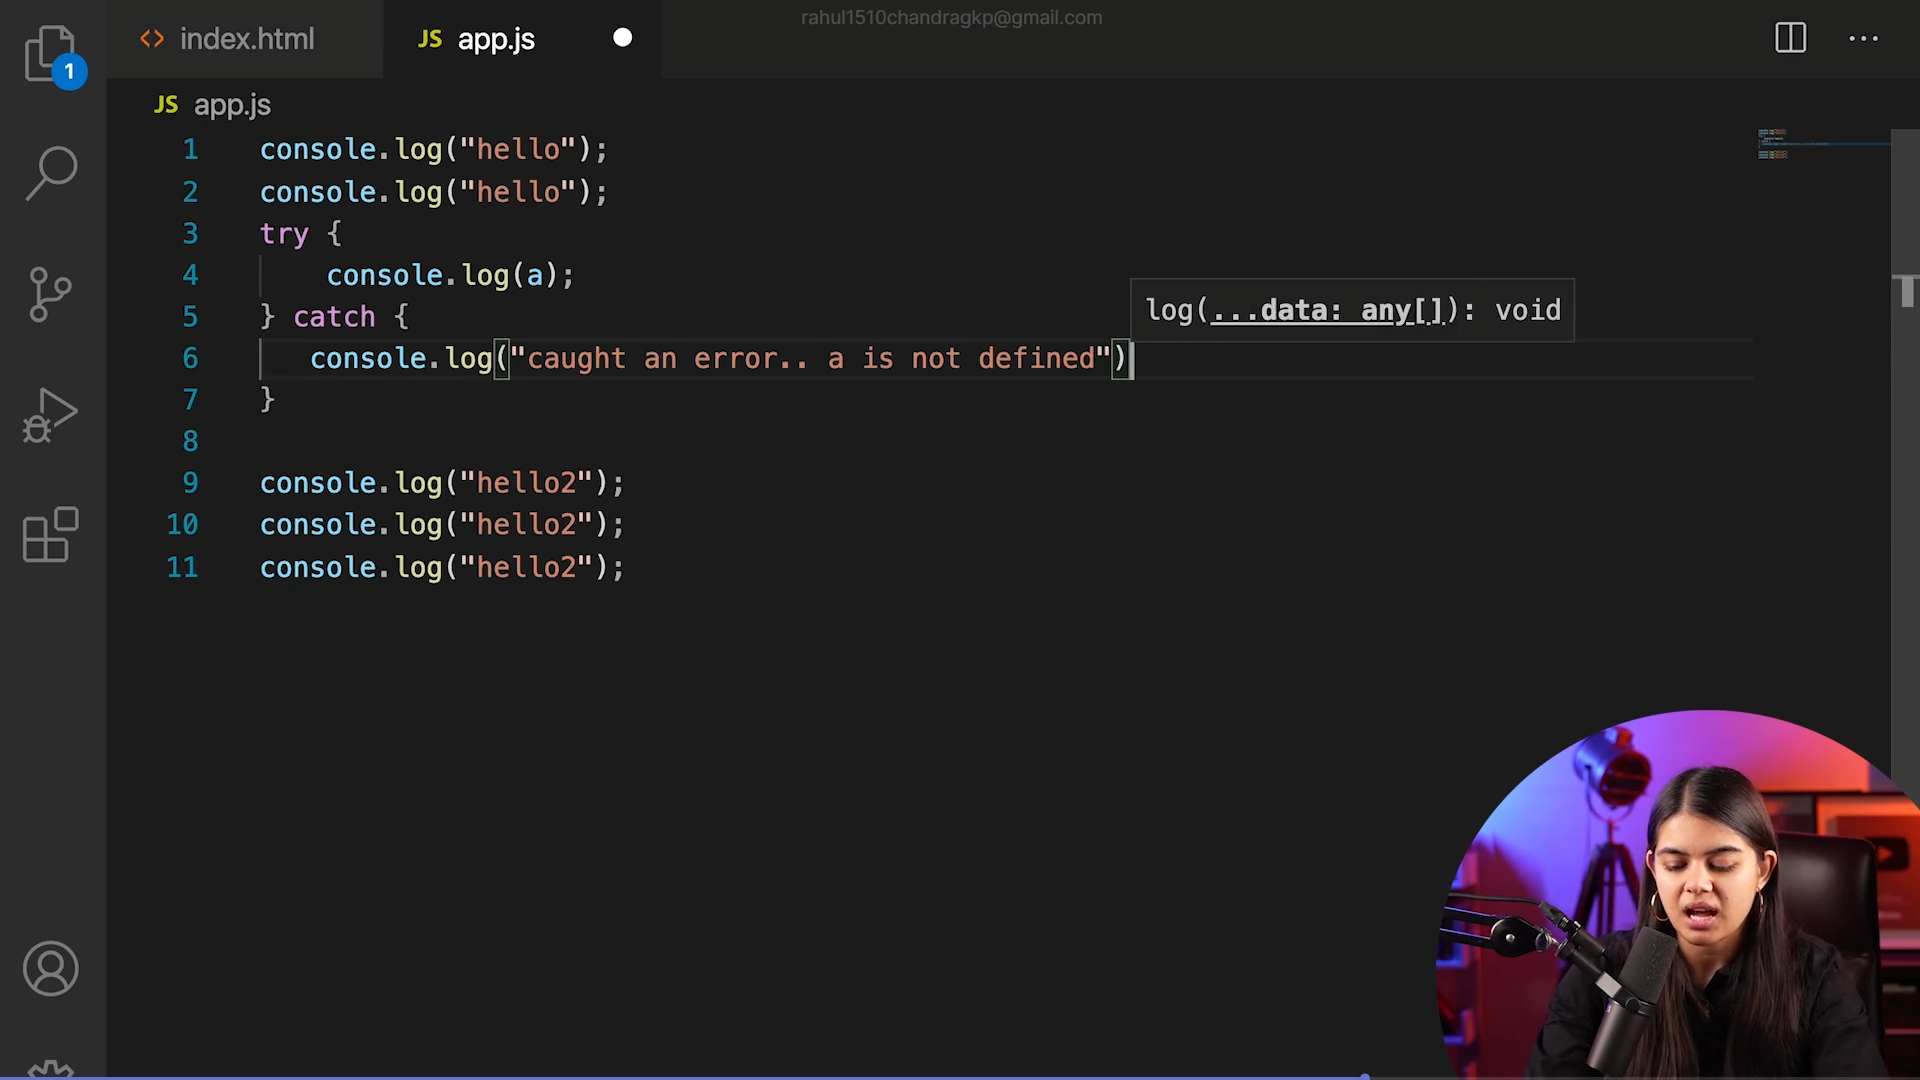 rahul1510chandragkp@gmail.com
index.html
JS app.js
1
JS app.js
1 console.log("hello");
2 console.log("hello");
3 try {
4 console.log(a);
5 } catch {
log(...data: any[]): void
6 console.log("caught an error.. a is not defined")
7 }
8
9 console.log("hello2");
10 console.log("hello2");
11 console.log("hello2");